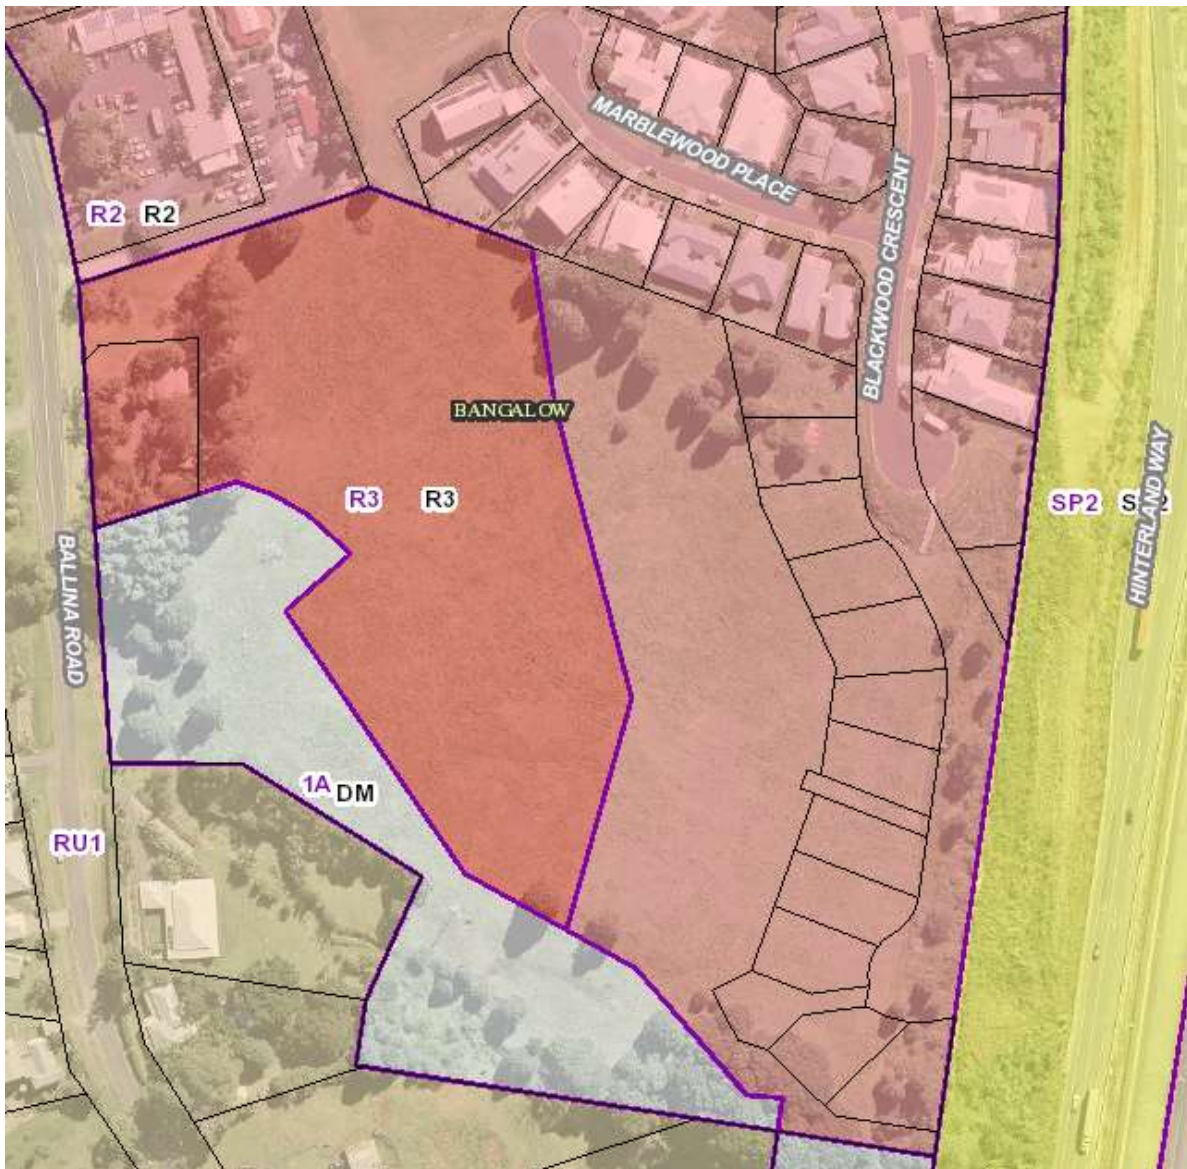 MARBLEWOOD PLACE
R2 R2
BLACKWOOD CRESCENT
BANGALOW
R3 R3
SP2
HINTERLAND WAY
BALLINA ROAD
1A DM
RU1